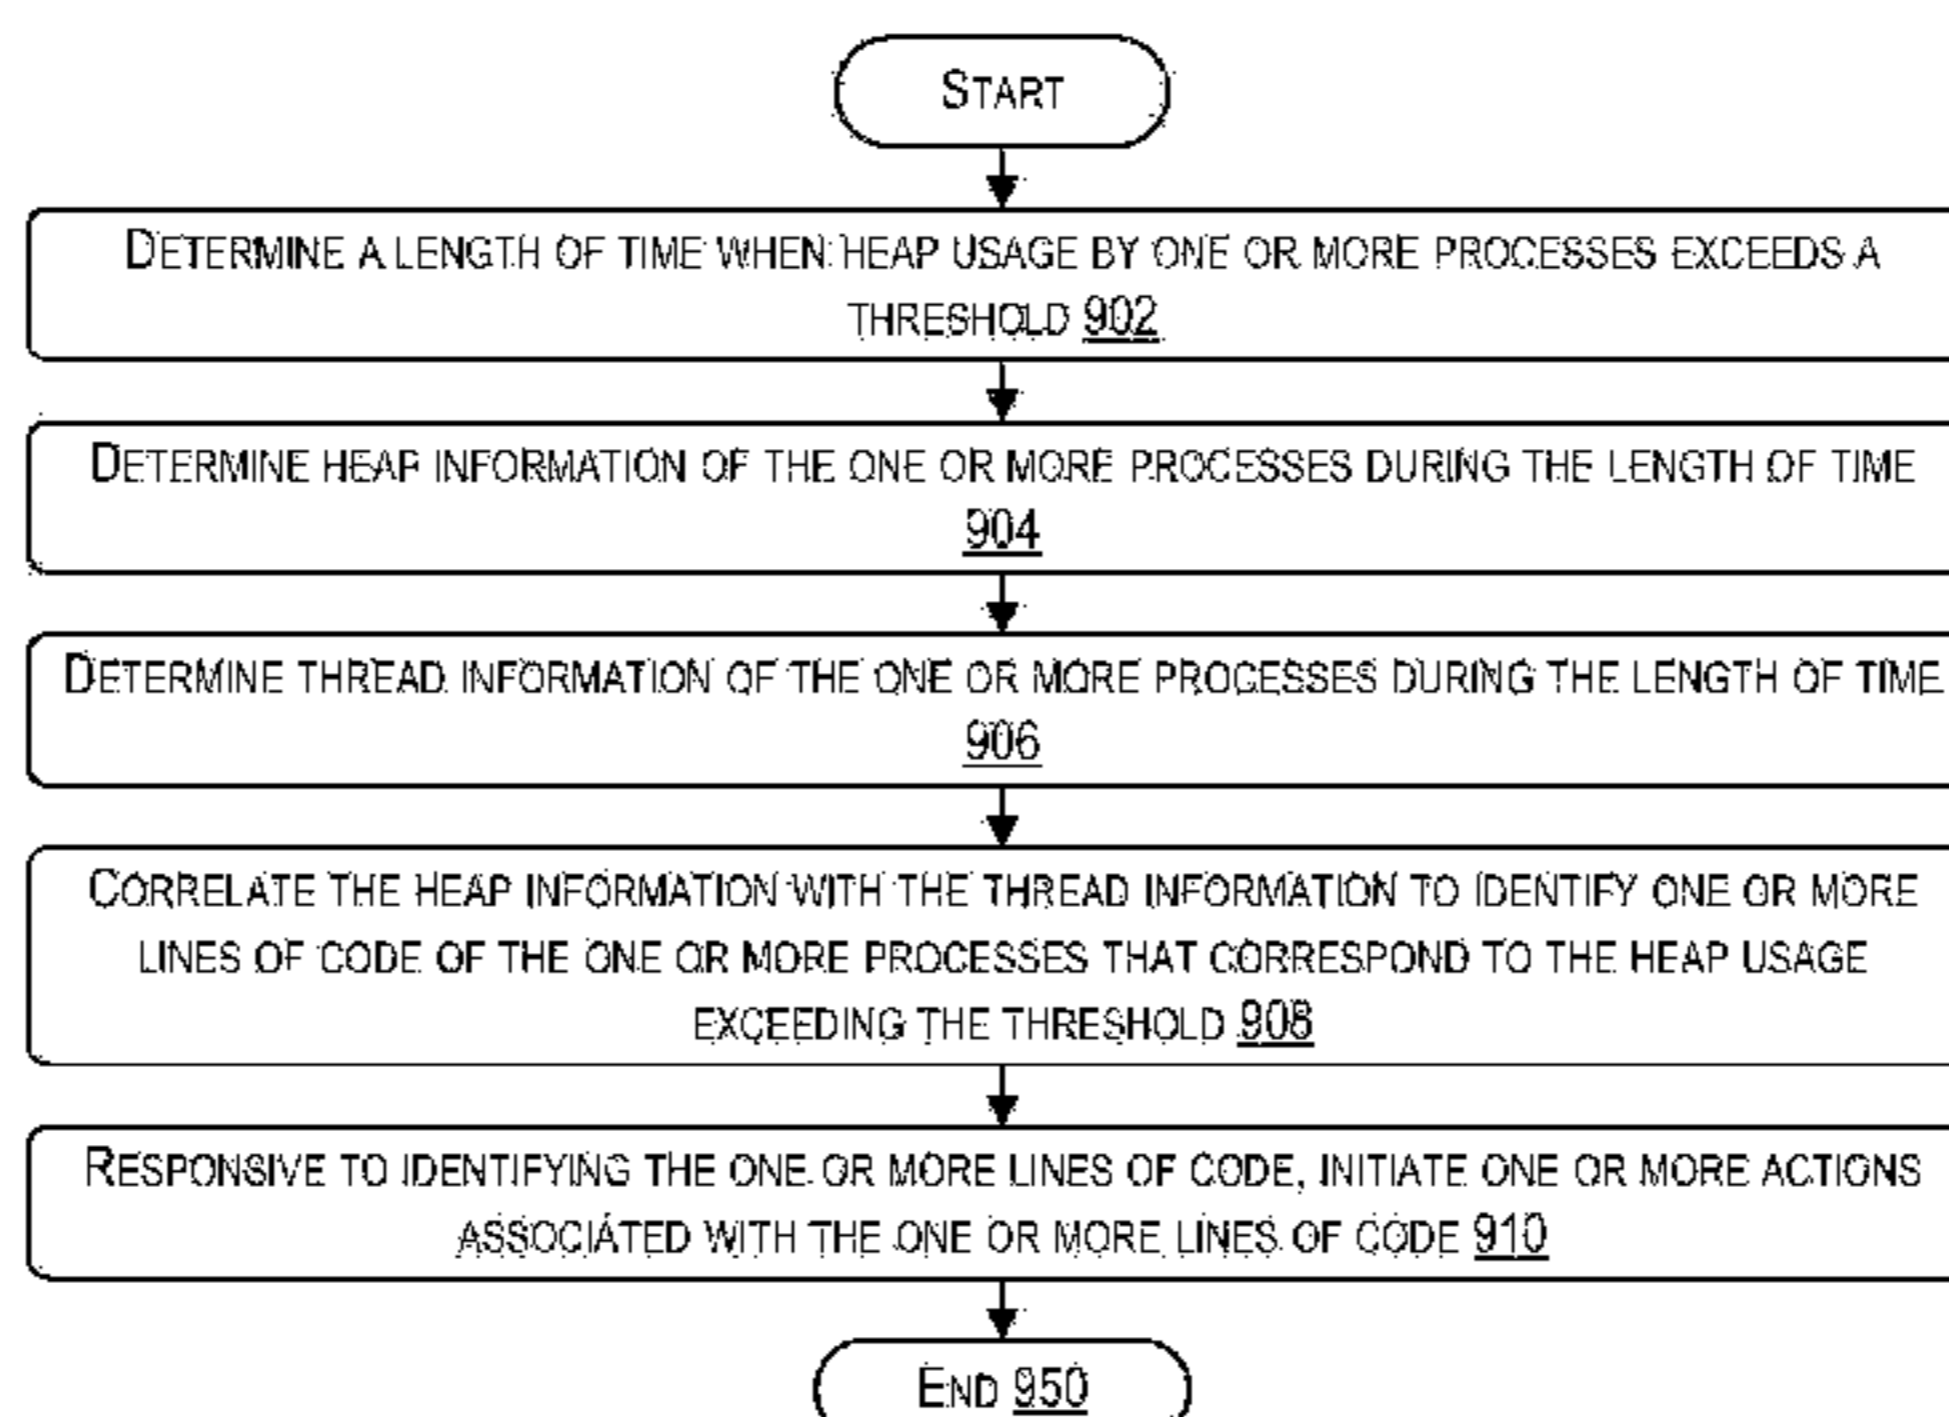 START
DETERMINE A LENGTH OF TIME WHEN HEAP USAGE BY ONE OR MORE PROCESSES EXCEEDS A
THRESHOLD 902
DETERMINE HEAP INFORMATION OF THE ONE OR MORE PROCESSES DURING THE LENGTH OF TIME
904
DETERMINE THREAD INFORMATION OF THE ONE OR MORE PROCESSES DURING THE LENGTH OF TIME
906
CORRELATE THE HEAP INFORMATION WITH THE THREAD INFORMATION TO IDENTIFY ONE OR MORE
LINES OF CODE OF THE ONE OR MORE PROCESSES THAT CORRESPOND TO THE HEAP USAGE
EXCEEDING THE THRESHOLD 908
RESPONSIVE TO IDENTIFYING THE ONE OR MORE LINES OF CODE, INITIATE ONE OR MORE ACTIONS
ASSOCIATED WITH THE ONE OR MORE LINES OF CODE 910
END 950